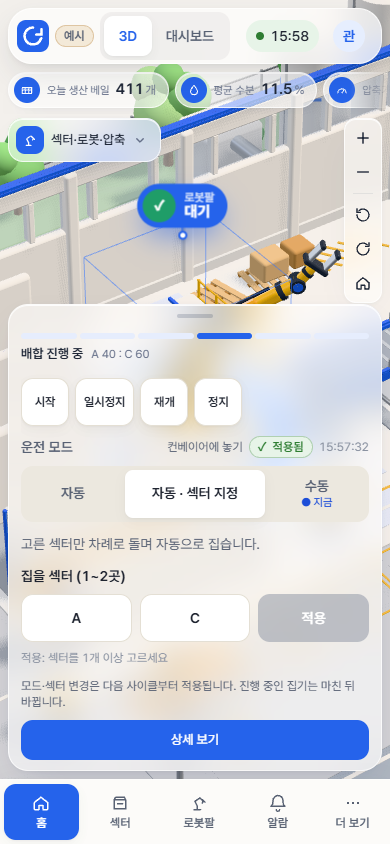 예시
3D
대시보드
15:58
관
오늘 생산 베일 411개
평균 수분 11.5%
섹터·로봇·압축
로봇팔
대기
배합 진행 중 A 40 : C 60
시작
일시정지
재개
정지
운전 모드
컨베이어에 놓기
✓ 적용됨
15:57:32
자동
자동 · 섹터 지정
수동
지금
고른 섹터만 차례로 돌며 자동으로 집습니다.
집을 섹터 (1~2곳)
A
C
적용
적용: 섹터를 1개 이상 고르세요
모드·섹터 변경은 다음 사이클부터 적용됩니다. 진행 중인 집기는 마친 뒤
바뀝니다.
상세 보기
홈
섹터
로봇팔
알람
더 보기